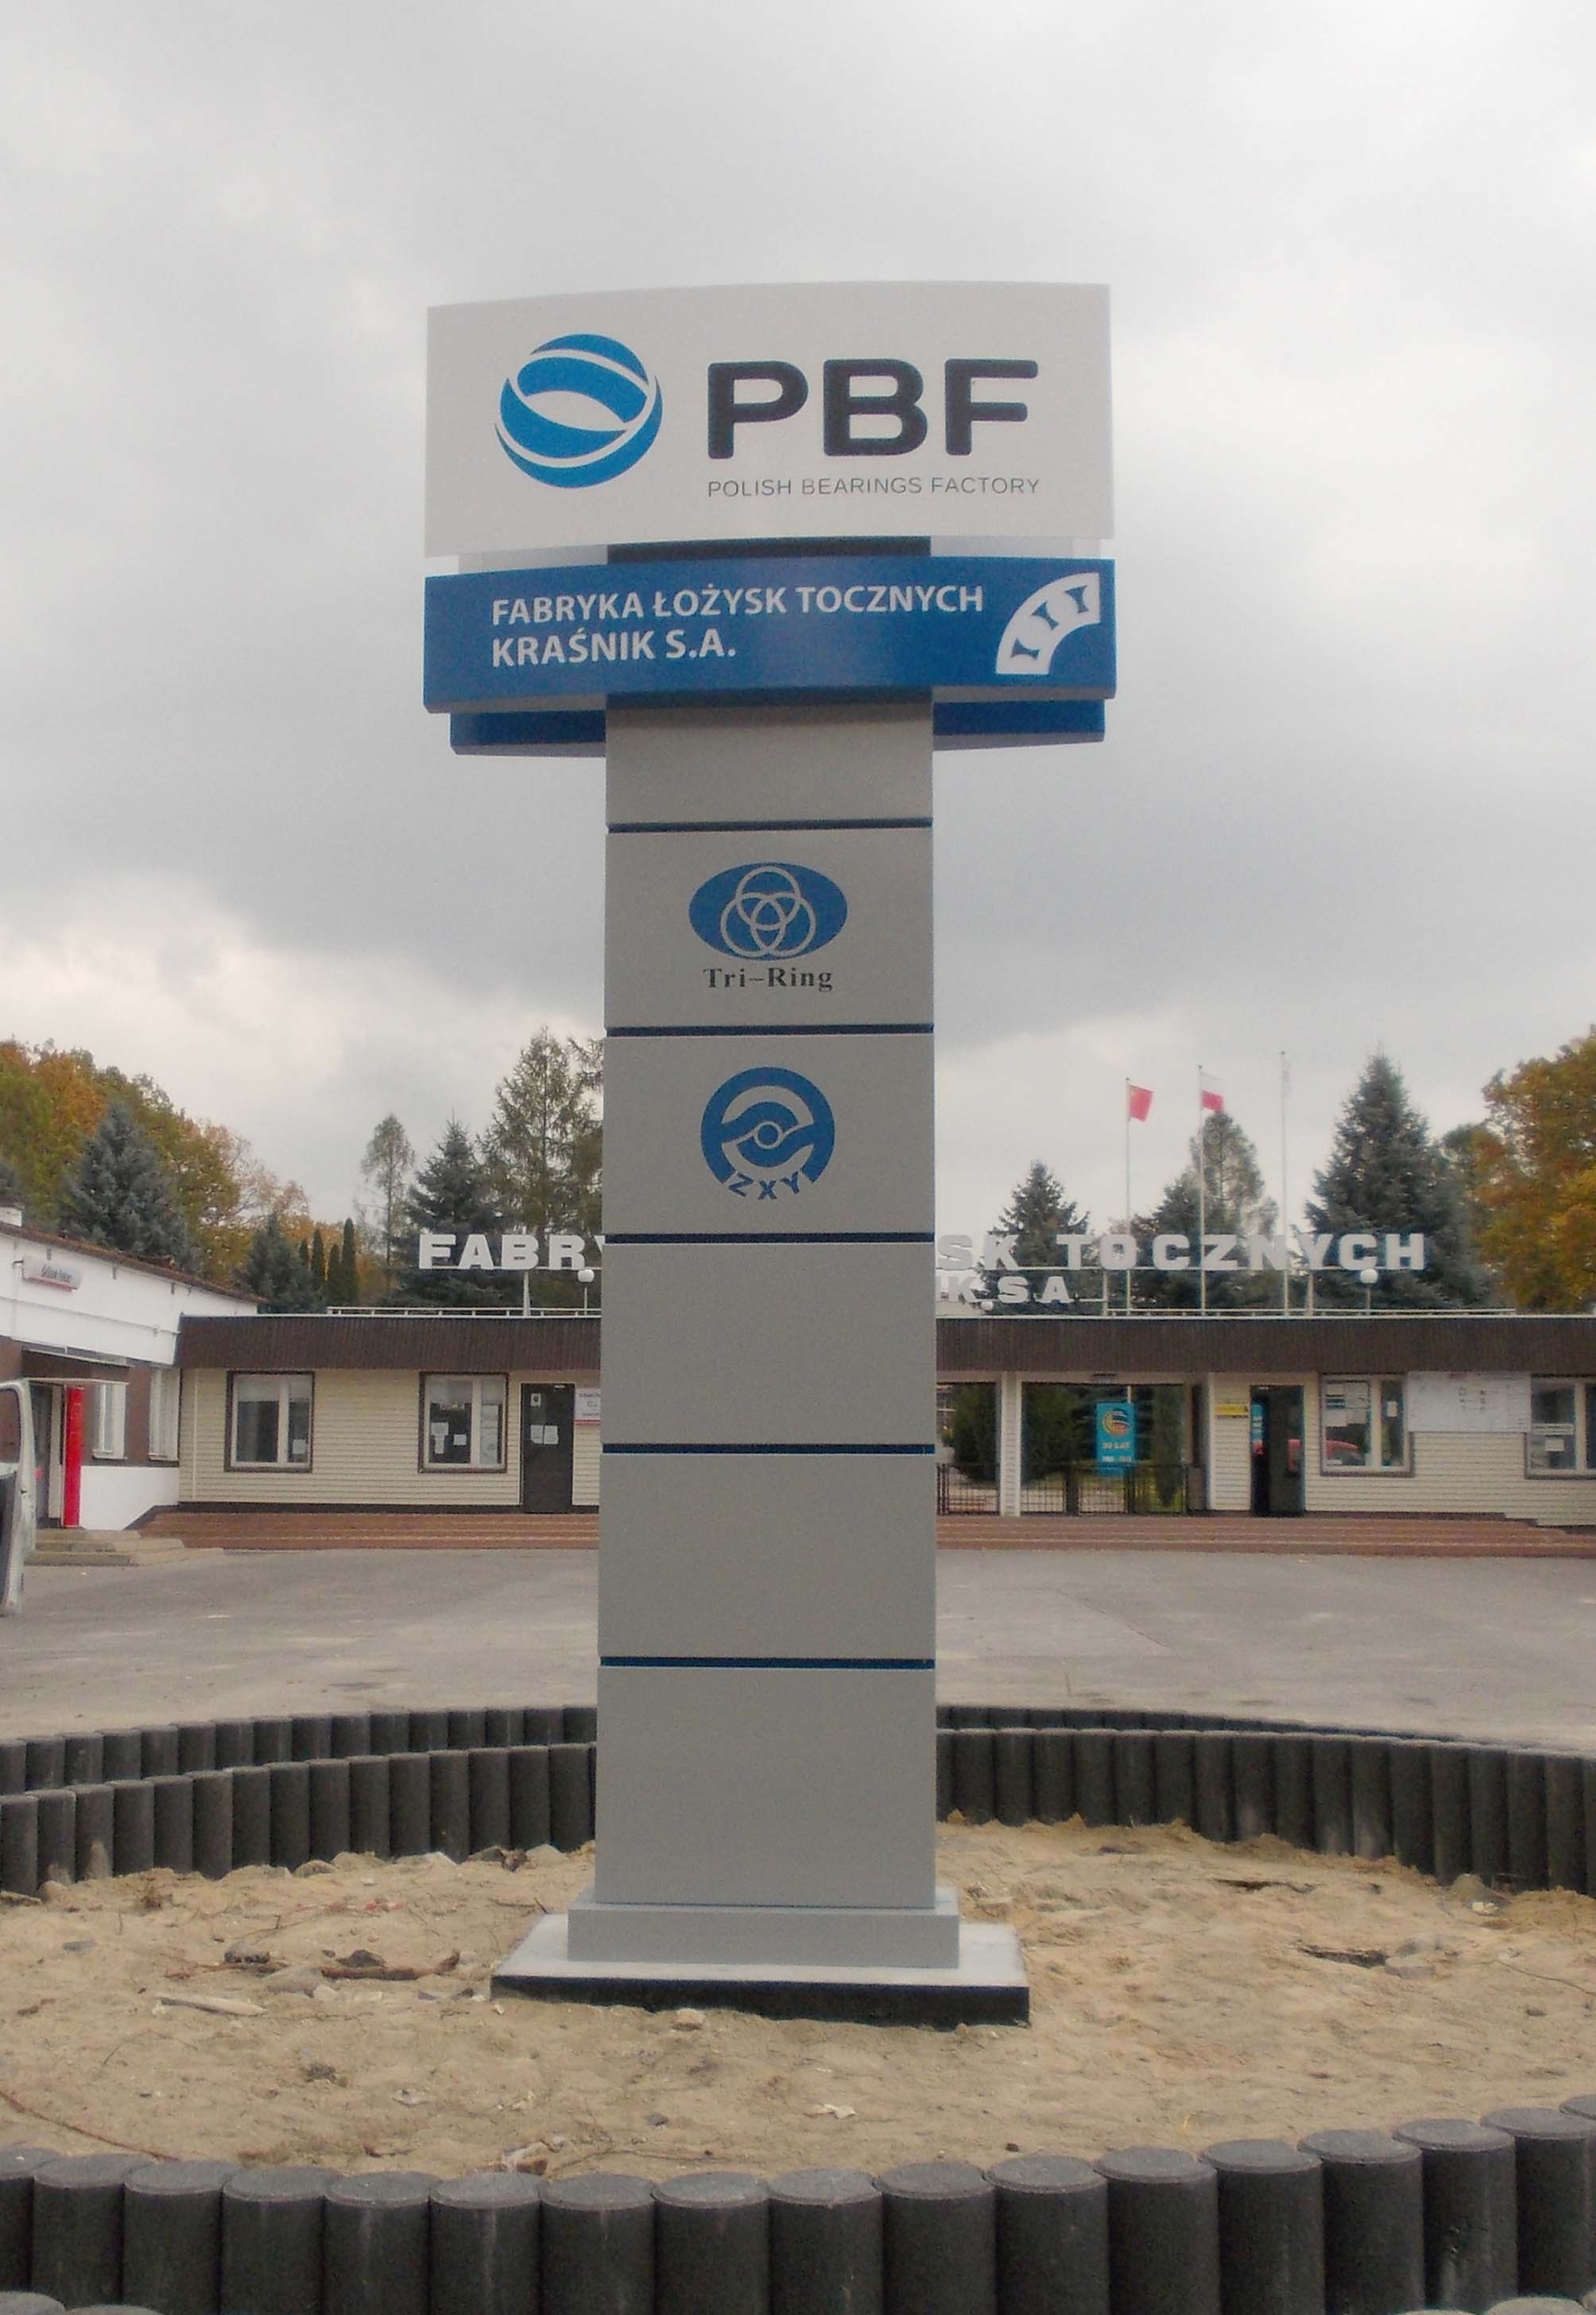 PBF
POLISH BEARINGS FACTORY
FABRYKA ŁOŻYSK TOCZNYCH
KRAŚNIK S.A.
Tri-Ring
ZXY
FABRY SK TOCZNYCH
IK.S.A